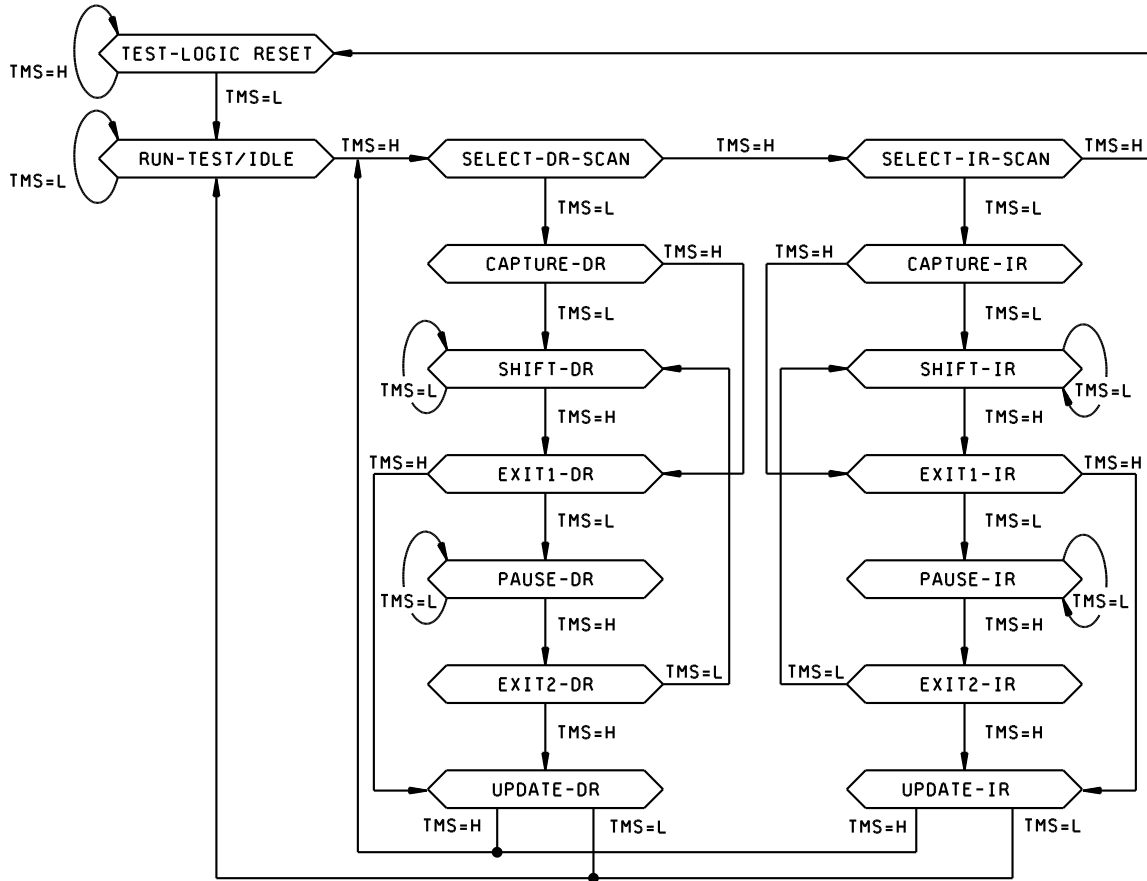 TEST-LOGIC RESET
TMS=H
TMS=L
RUN-TEST/IDLE
TMS=H
SELECT-DR-SCAN
TMS=H
SELECT-IR-SCAN
TMS=H
TMS=L
TMS=L
TMS=L
CAPTURE-DR
TMS=H
TMS=H
CAPTURE-IR
TMS=L
TMS=L
SHIFT-DR
SHIFT-IR
TMS=L
TMS=L
TMS=H
TMS=H
TMS=H
EXIT1-DR
EXIT1-IR
TMS=H
TMS=L
TMS=L
PAUSE-DR
PAUSE-IR
TMS=L
TMS=L
TMS=H
TMS=H
EXIT2-DR
TMS=L
TMS=L
EXIT2-IR
TMS=H
TMS=H
UPDATE-DR
UPDATE-IR
TMS=H
TMS=L
TMS=H
TMS=L